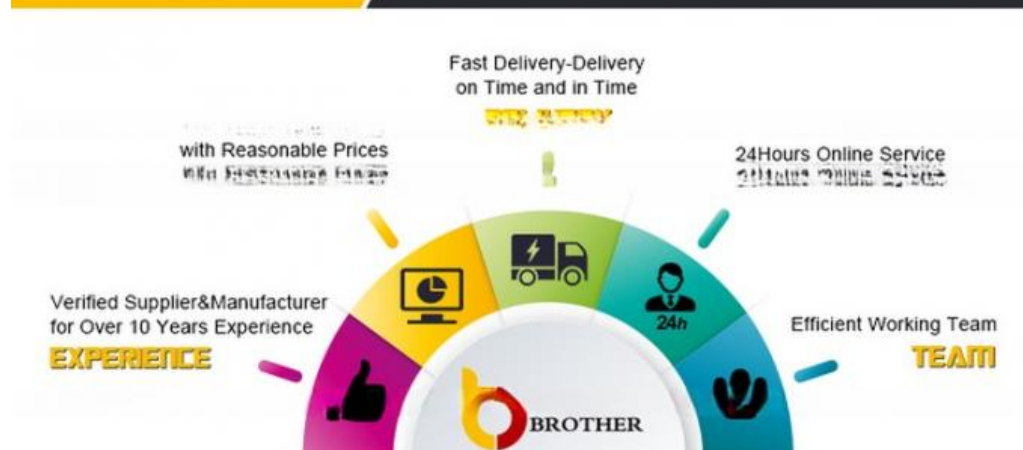 Fast Delivery-Delivery
on Time and in Time
with Reasonable Prices
24Hours Online Service
Verified Supplier&Manufacturer
for Over 10 Years Experience
EXPERIENCE
Efficient Working Team
TEAM
24h
BROTHER